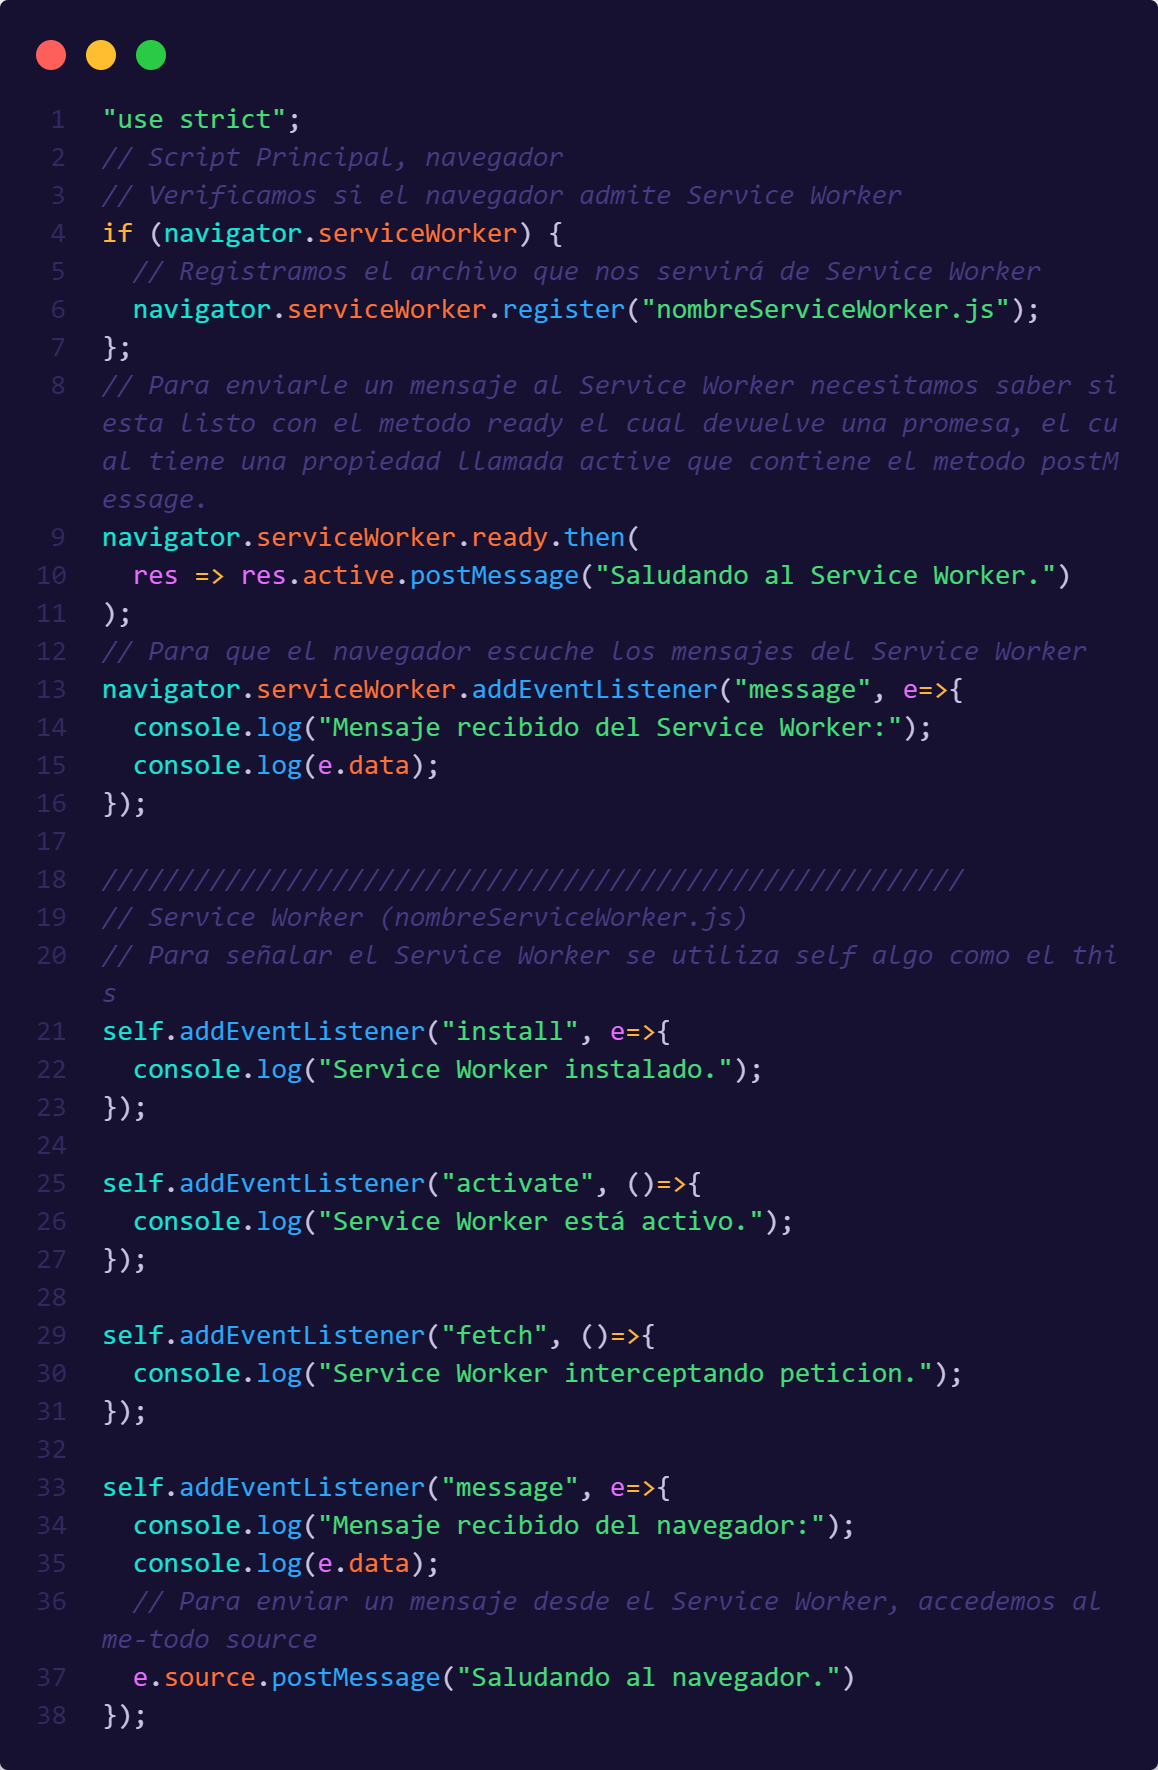 1 "use strict";
2 // Script Principal, navegador
3 // Verificamos si el navegador admite Service Worker
4 if (navigator.serviceWorker) {
5   // Registramos el archivo que nos servirá de Service Worker
6   navigator.serviceWorker.register("nombreServiceWorker.js");
7 };
8 // Para enviarle un mensaje al Service Worker necesitamos saber si
esta listo con el metodo ready el cual devuelve una promesa, el cu
al tiene una propiedad llamada active que contiene el metodo postM
essage.
9 navigator.serviceWorker.ready.then(
10   res => res.active.postMessage("Saludando al Service Worker.")
11 );
12 // Para que el navegador escuche los mensajes del Service Worker
13 navigator.serviceWorker.addEventListener("message", e=>{
14   console.log("Mensaje recibido del Service Worker:");
15   console.log(e.data);
16 });
17
18 ////////////////////////////////////////////////////////
19 // Service Worker (nombreServiceWorker.js)
20 // Para señalar el Service Worker se utiliza self algo como el thi
s
21 self.addEventListener("install", e=>{
22   console.log("Service Worker instalado.");
23 });
24
25 self.addEventListener("activate", ()=>{
26   console.log("Service Worker está activo.");
27 });
28
29 self.addEventListener("fetch", ()=>{
30   console.log("Service Worker interceptando peticion.");
31 });
32
33 self.addEventListener("message", e=>{
34   console.log("Mensaje recibido del navegador:");
35   console.log(e.data);
36   // Para enviar un mensaje desde el Service Worker, accedemos al
me-todo source
37   e.source.postMessage("Saludando al navegador.")
38 });